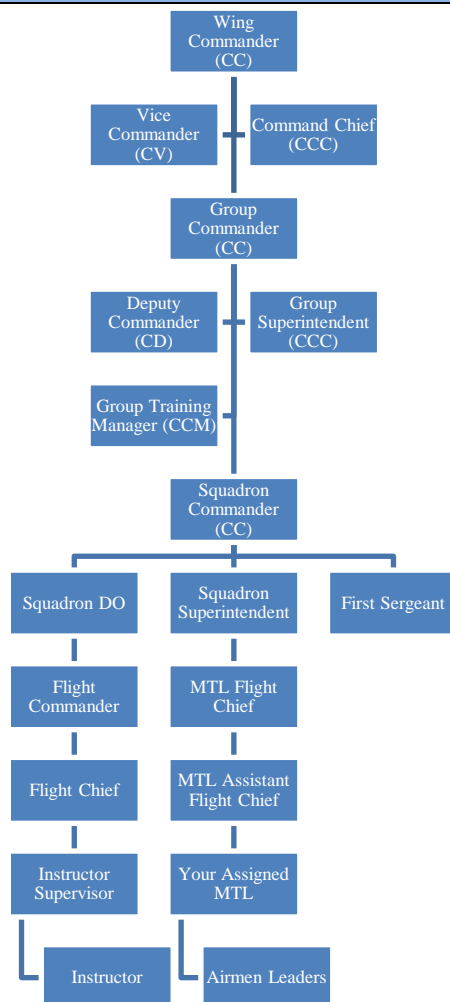 Wing
Commander
(CC)
Vice
Commander
(CV)
Command Chief
(CCC)
Group
Commander
(CC)
Deputy
Commander
(CD)
Group
Superintendent
(CCC)
Group Training
Manager (CCM)
Squadron
Commander
(CC)
Squadron DO
Squadron
Superintendent
First Sergeant
Flight
Commander
MTL Flight
Chief
Flight Chief
MTL Assistant
Flight Chief
Instructor
Supervisor
Your Assigned
MTL
Instructor
Airmen Leaders